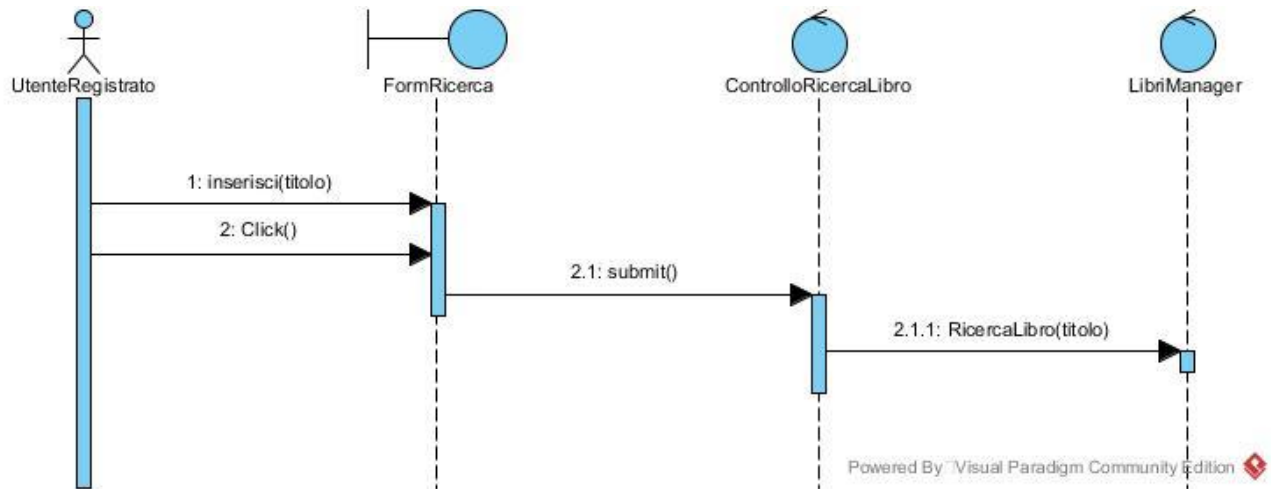 UtenteRegistrato
FormRicerca
ControlloRicercaLibro
LibriManager
1: inserisci(titolo)
2: Click()
2.1: submit()
2.1.1: RicercaLibro(titolo)
Powered By Visual Paradigm Community Edition